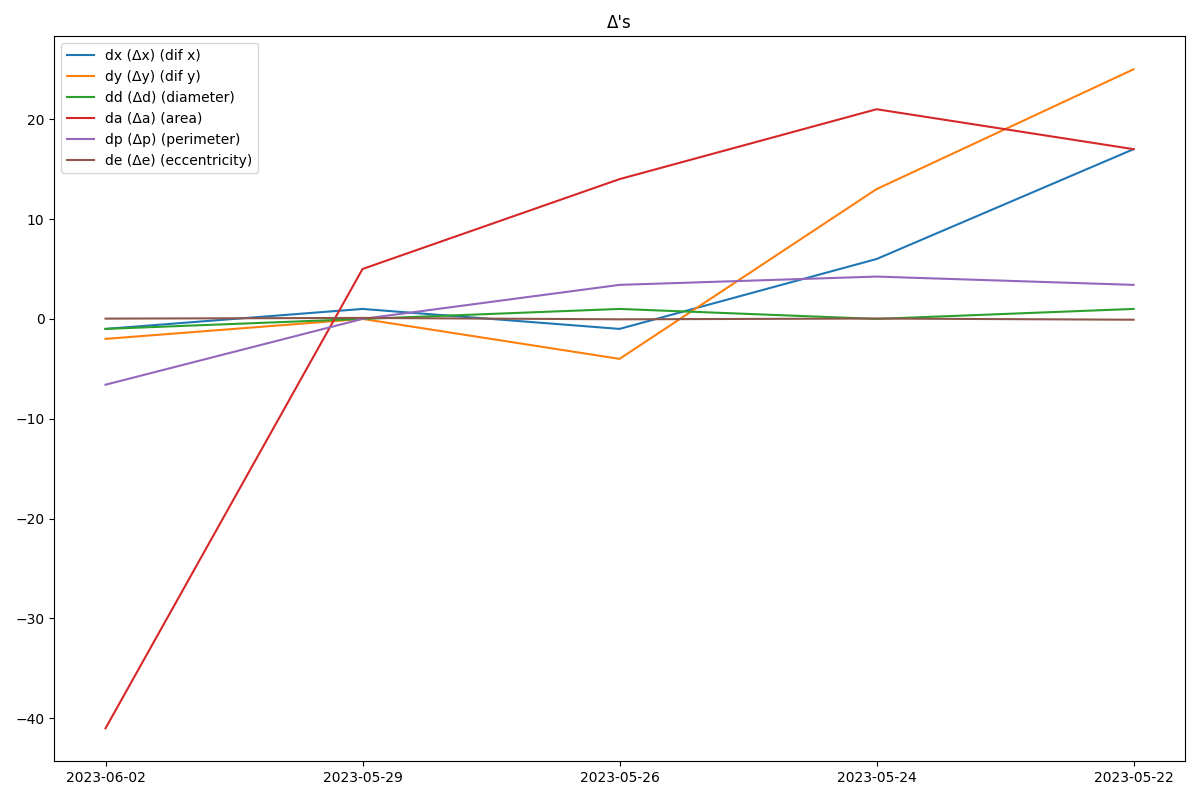 Δ's
dx (Δx) (dif x)
dy (Δy) (dif y)
dd (Δd) (diameter)
da (Δa) (area)
dp (Δp) (perimeter)
de (Δe) (eccentricity)
20
10
0
−10
−20
−30
−40
2023-06-02 2023-05-29 2023-05-26 2023-05-24 2023-05-22